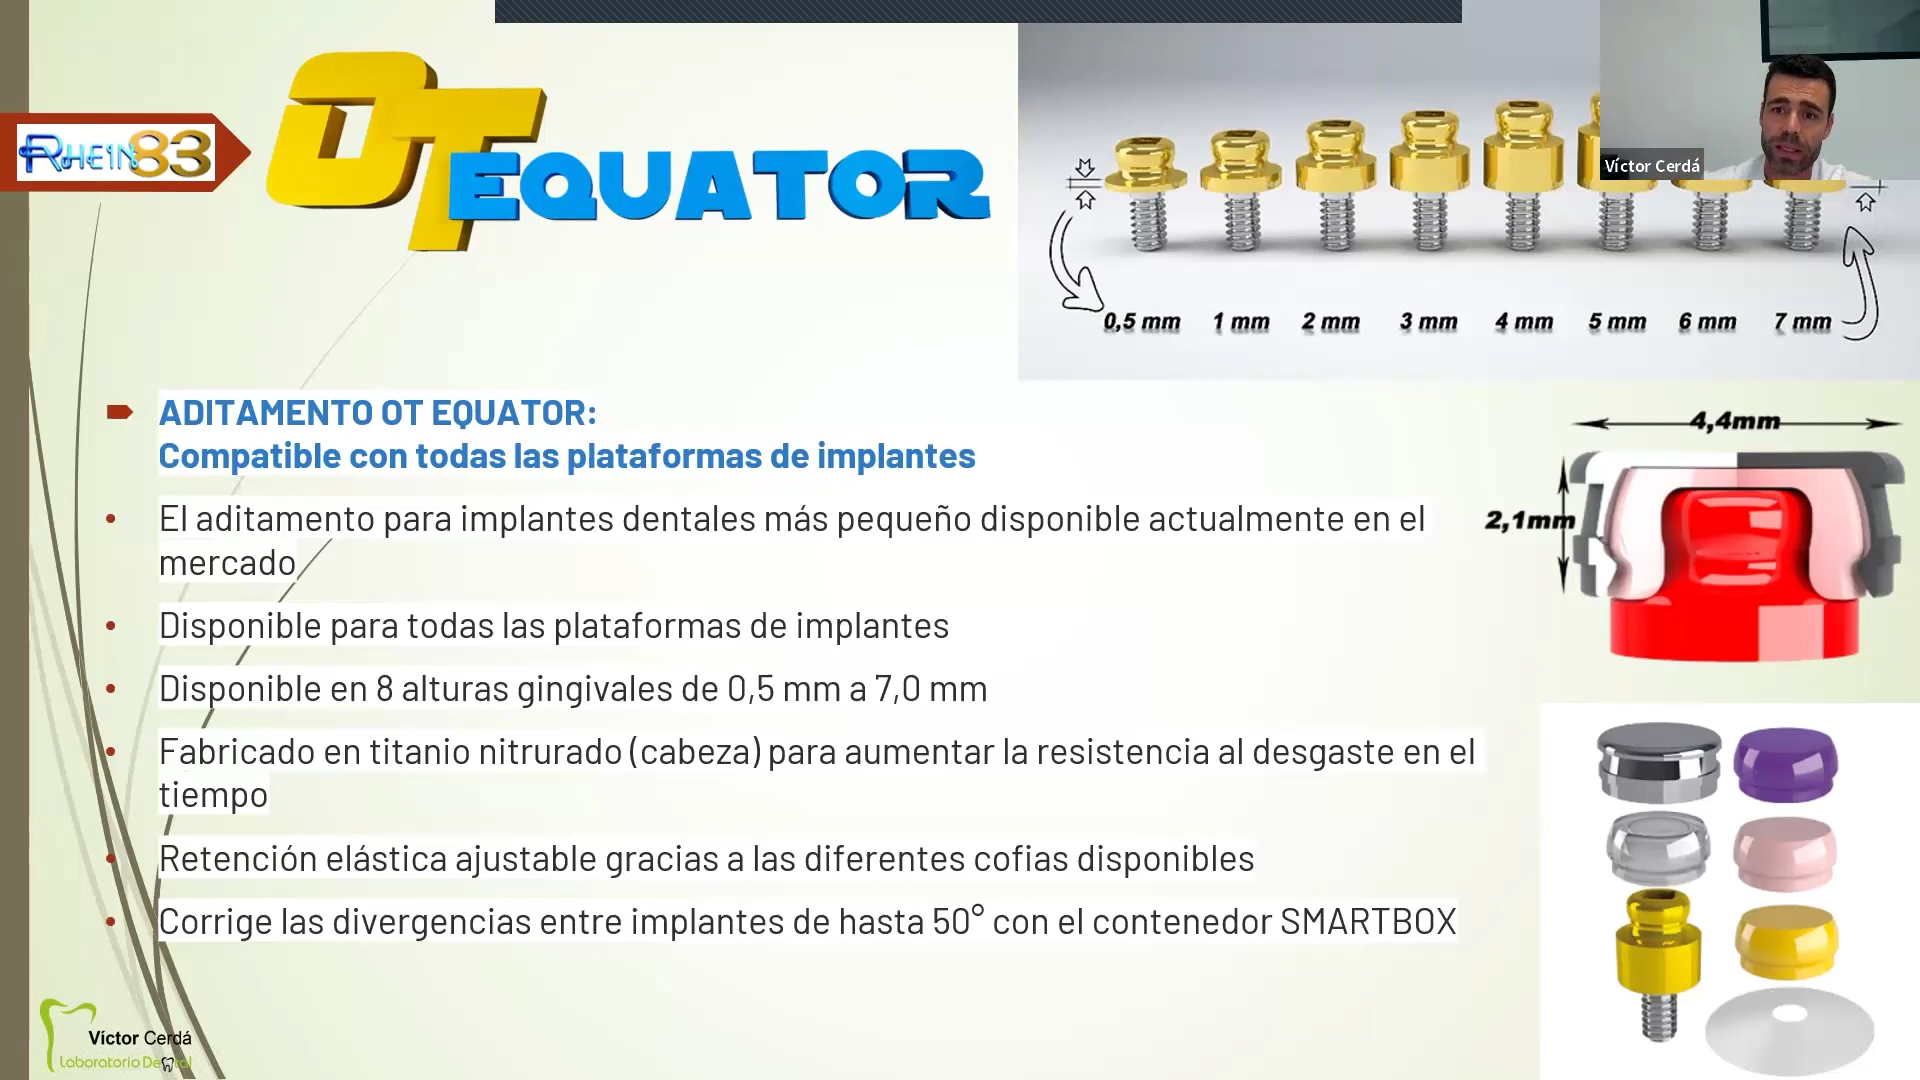 RHEIN83
OT EQUATOR
Víctor Cerdá
0,5 mm 1 mm 2 mm 3 mm 4 mm 5 mm 6 mm 7 mm
ADITAMENTO OT EQUATOR:
Compatible con todas las plataformas de implantes
4,4mm
2,1mm
• El aditamento para implantes dentales más pequeño disponible actualmente en el
mercado
• Disponible para todas las plataformas de implantes
• Disponible en 8 alturas gingivales de 0,5 mm a 7,0 mm
• Fabricado en titanio nitrurado (cabeza) para aumentar la resistencia al desgaste en el
tiempo
• Retención elástica ajustable gracias a las diferentes cofias disponibles
• Corrige las divergencias entre implantes de hasta 50° con el contenedor SMARTBOX
Víctor Cerdá
Laboratorio Dental